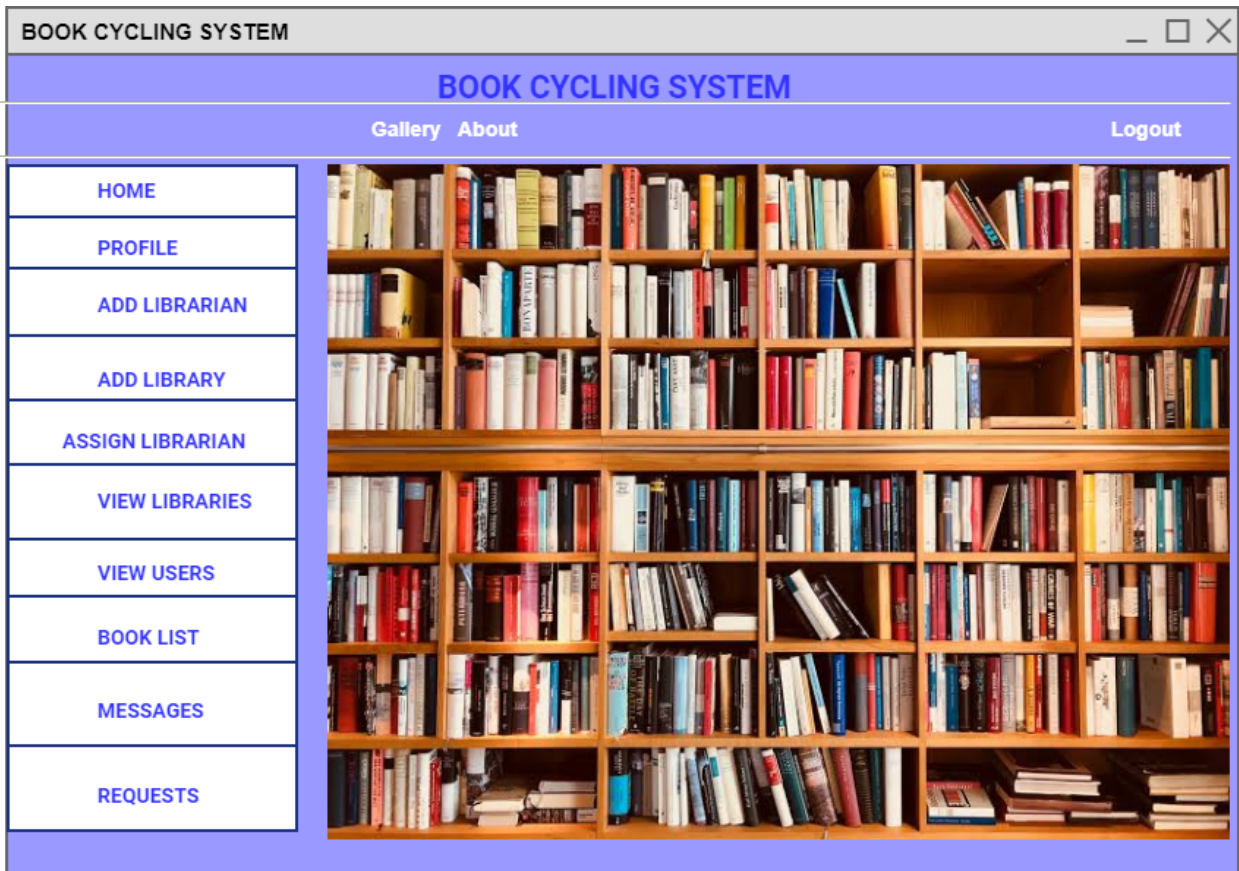 BOOK CYCLING SYSTEM
BOOK CYCLING SYSTEM
Gallery About Logout
HOME
PROFILE
ADD LIBRARIAN
ADD LIBRARY
ASSIGN LIBRARIAN
VIEW LIBRARIES
VIEW USERS
BOOK LIST
MESSAGES
REQUESTS
BONAPARTE